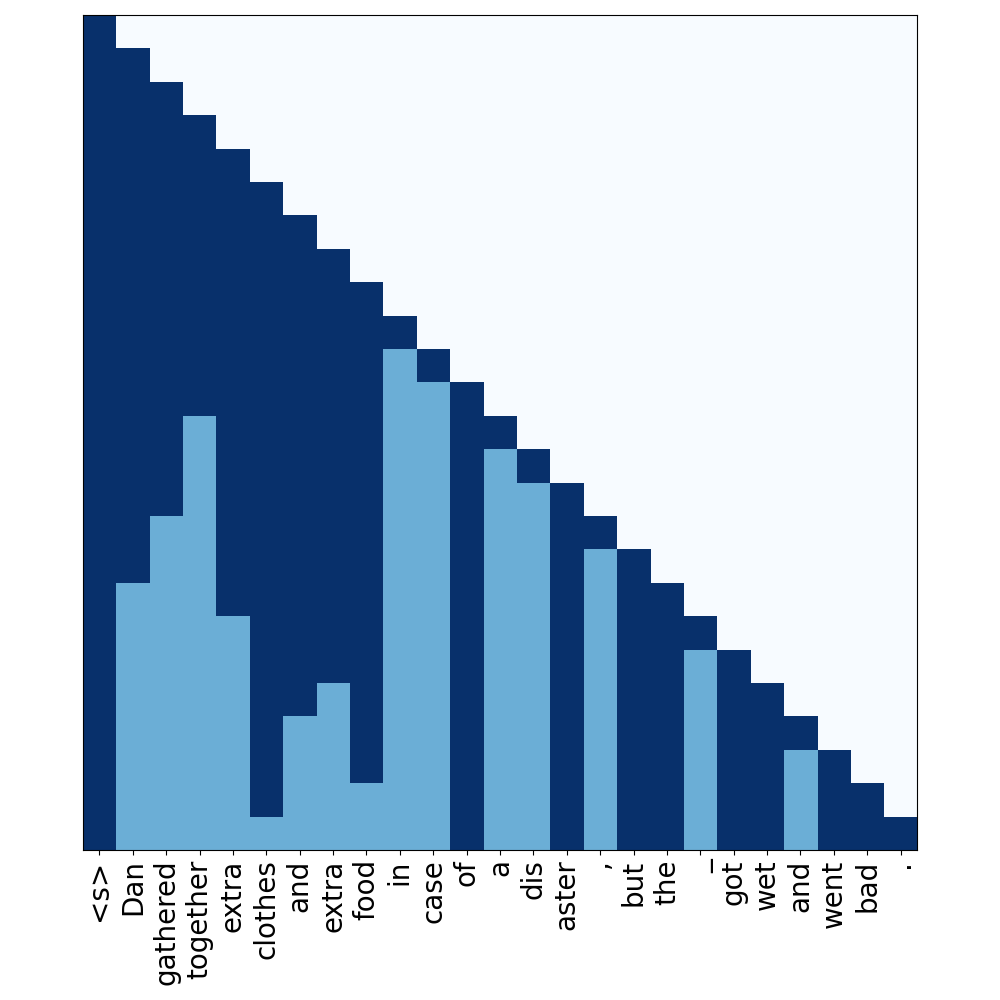 <s> Dan gathered together extra clothes and extra food in case of a dis aster , but the _ got wet and went bad .